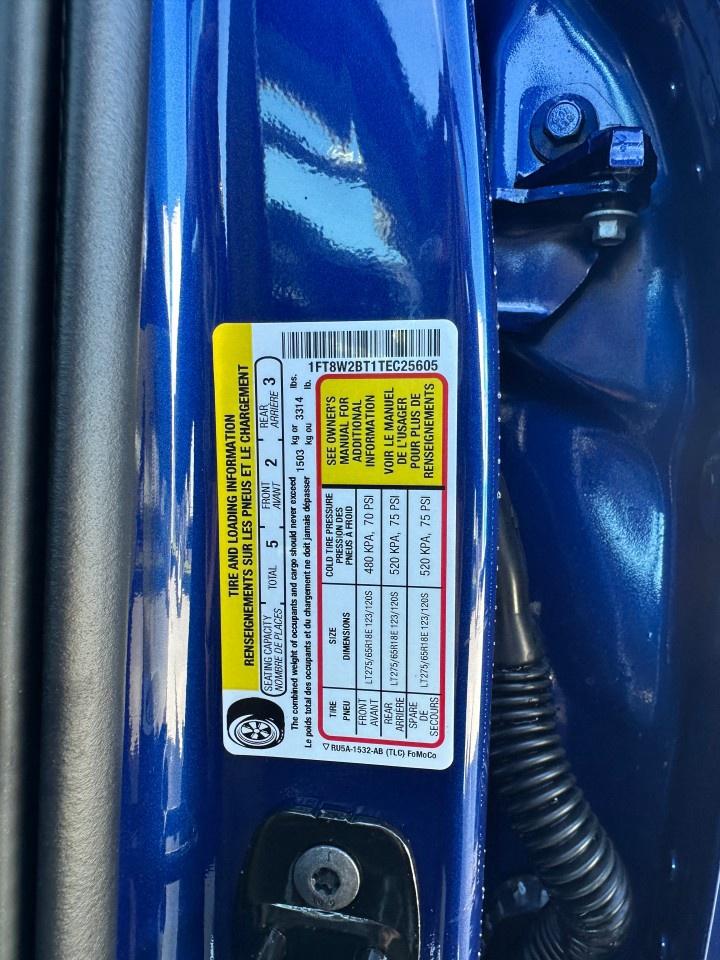 TIRE AND LOADING INFORMATION
RENSEIGNEMENTS SUR LES PNEUS ET LE CHARGEMENT
SEATING CAPACITY
NOMBRE DE PLACES
TOTAL 5
FRONT
AVANT
2
REAR
ARRIÈRE
3
The combined weight of occupants and cargo should never exceed 1503 kg or 3314 lbs.
Le poids total des occupants et du chargement ne doit jamais dépasser kg ou lb.
TIRE
PNEU
SIZE
DIMENSIONS
COLD TIRE PRESSURE
PRESSION DES
PNEUS À FROID
FRONT
AVANT
LT275/65R18E 123/120S
480 KPA, 70 PSI
REAR
ARRIÈRE
LT275/65R18E 123/120S
520 KPA, 75 PSI
SPARE
DE
SECOURS
LT275/65R18E 123/120S
520 KPA, 75 PSI
SEE OWNER'S
MANUAL FOR
ADDITIONAL
INFORMATION
VOIR LE MANUEL
DE L'USAGER
POUR PLUS DE
RENSEIGNEMENTS
RU5A-1532-AB (TLC) FoMoCo
1FT8W2BT1TEC25605